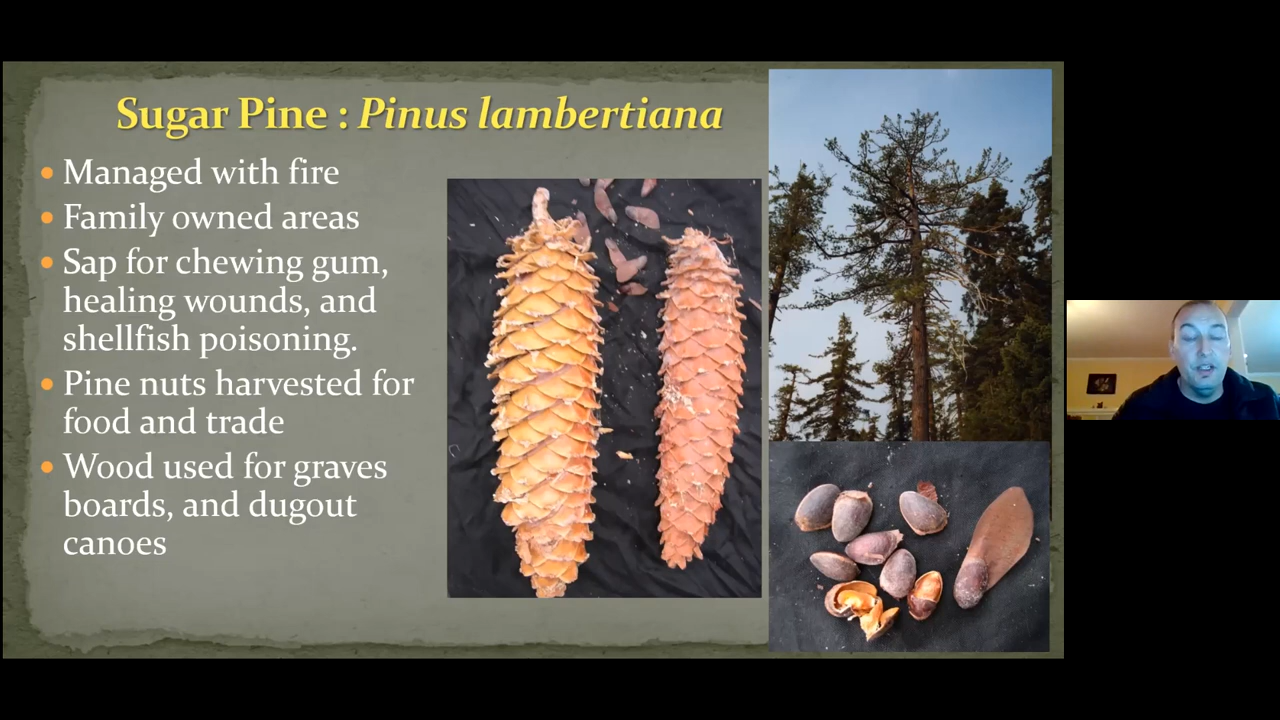 Sugar Pine : Pinus lambertiana
Managed with fire
Family owned areas
Sap for chewing gum,
healing wounds, and
shellfish poisoning.
Pine nuts harvested for
food and trade
Wood used for graves
boards, and dugout
canoes